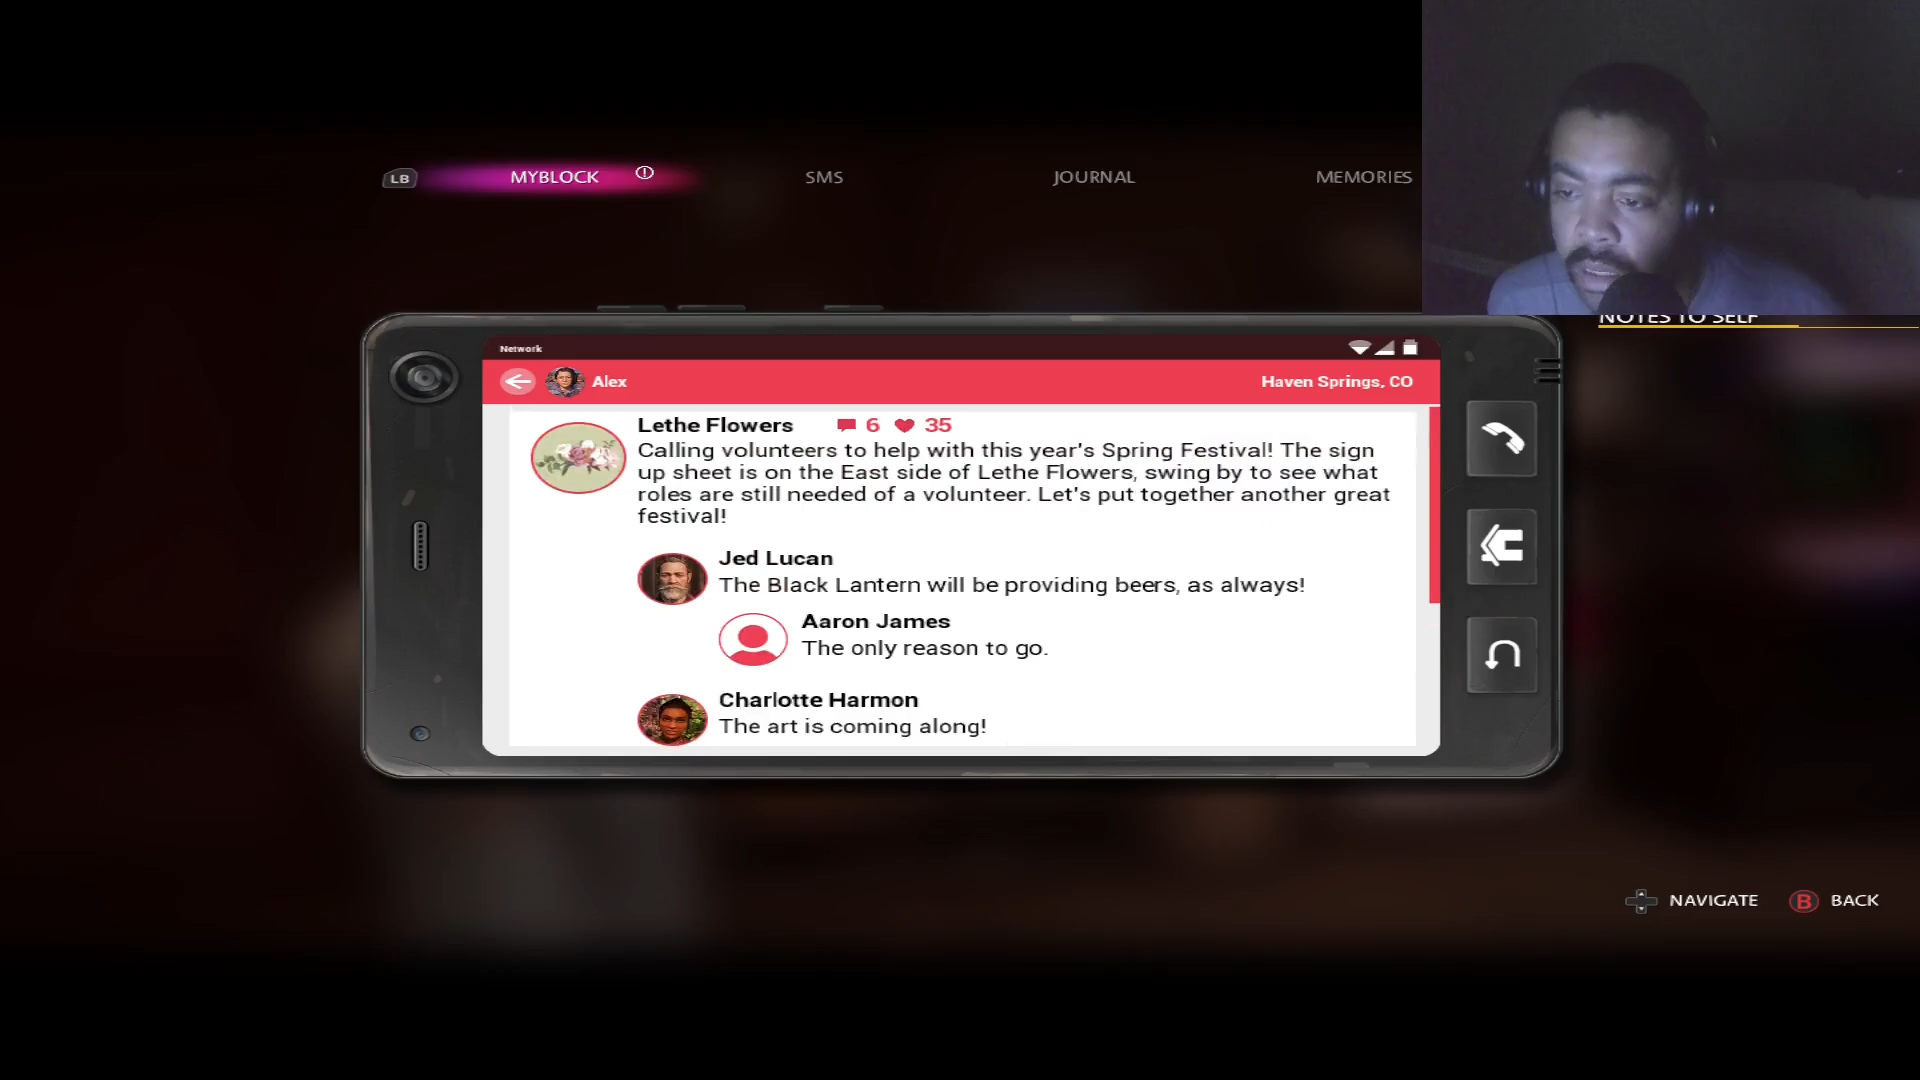 LB MYBLOCK SMS JOURNAL MEMORIES
NOTES TO SELF
Network
Alex Haven Springs, CO
Lethe Flowers 6 35
Calling volunteers to help with this year's Spring Festival! The sign
up sheet is on the East side of Lethe Flowers, swing by to see what
roles are still needed of a volunteer. Let's put together another great
festival!
Jed Lucan
The Black Lantern will be providing beers, as always!
Aaron James
The only reason to go.
Charlotte Harmon
The art is coming along!
NAVIGATE B BACK